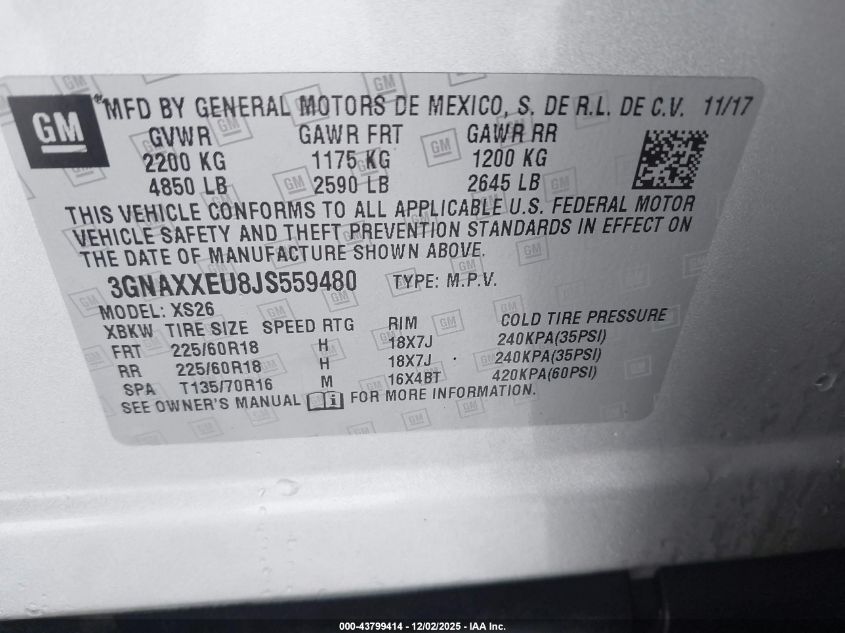 GM MFD BY GENERAL MOTORS DE MEXICO, S. DE R.L. DE C.V. 11/17
GVWR GAWR FRT GAWR RR
2200 KG 1175 KG 1200 KG
4850 LB 2590 LB 2645 LB
THIS VEHICLE CONFORMS TO ALL APPLICABLE U.S. FEDERAL MOTOR
VEHICLE SAFETY AND THEFT PREVENTION STANDARDS IN EFFECT ON
THE DATE OF MANUFACTURE SHOWN ABOVE.
3GNAXXEU8JS559480 TYPE: M.P.V.
MODEL: XS26
XBKW TIRE SIZE SPEED RTG RIM COLD TIRE PRESSURE
FRT 225/60R18 H 18X7J 240KPA(35PSI)
RR 225/60R18 H 18X7J 240KPA(35PSI)
SPA T135/70R16 M 16X4BT 420KPA(60PSI)
SEE OWNER'S MANUAL FOR MORE INFORMATION.
000-43799414 - 12/02/2025 - IAA Inc.